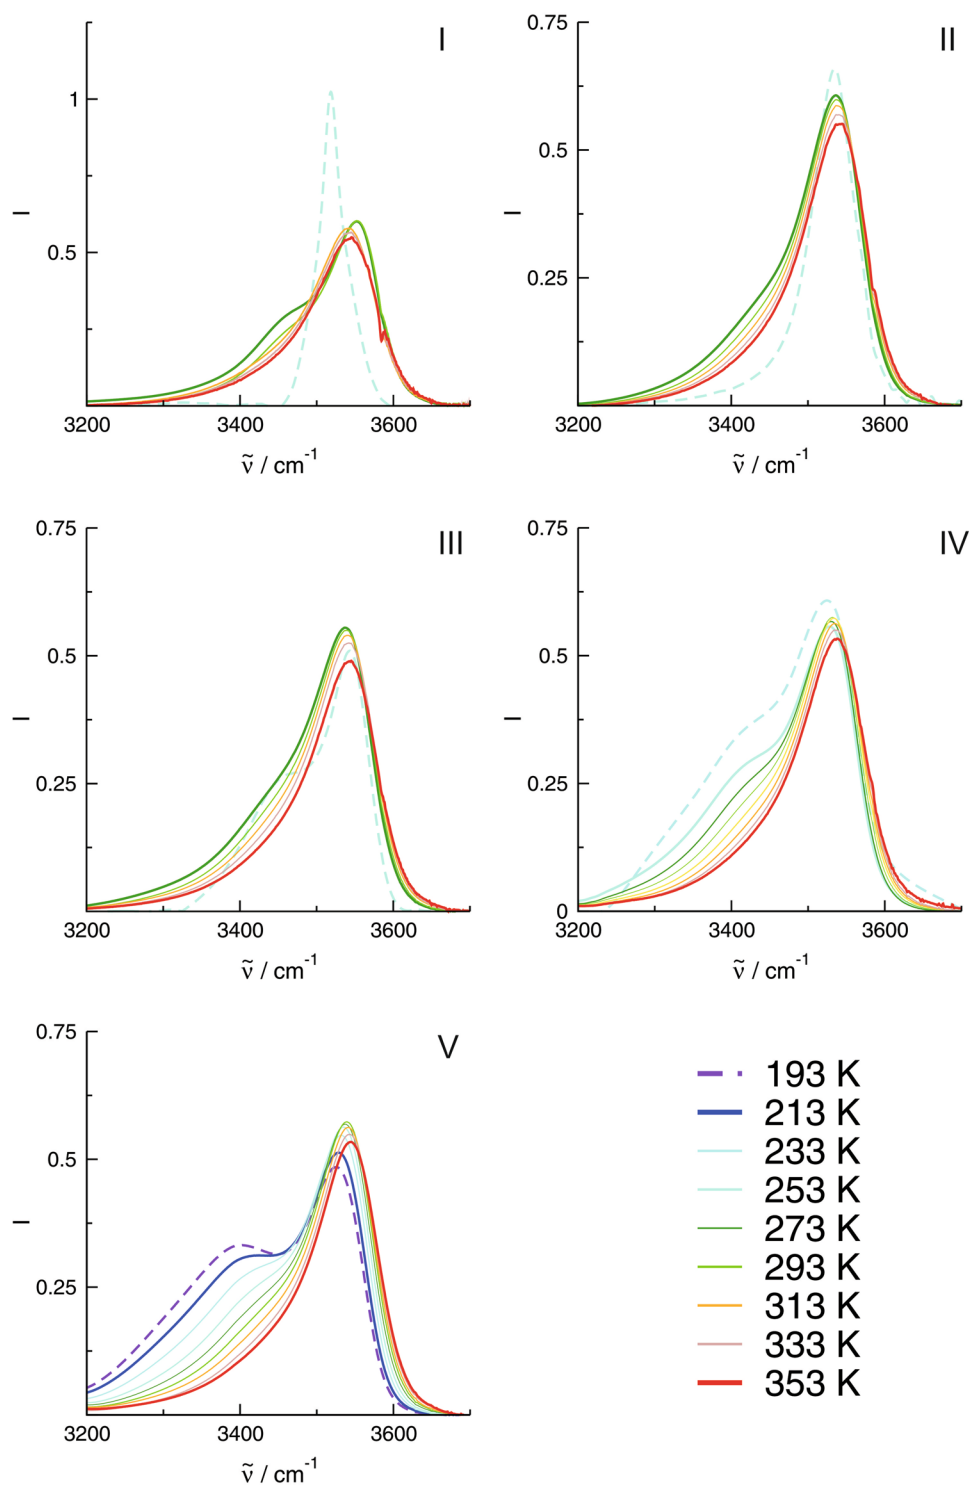 I
1
0.5
I
3200
3400
3600
ν̃ / cm⁻¹
II
0.75
0.5
0.25
I
3200
3400
3600
ν̃ / cm⁻¹
III
0.75
0.5
0.25
I
3200
3400
3600
ν̃ / cm⁻¹
IV
0.75
0.5
0.25
0
I
3200
3400
3600
ν̃ / cm⁻¹
V
0.75
0.5
0.25
I
3200
3400
3600
ν̃ / cm⁻¹
193 K
213 K
233 K
253 K
273 K
293 K
313 K
333 K
353 K